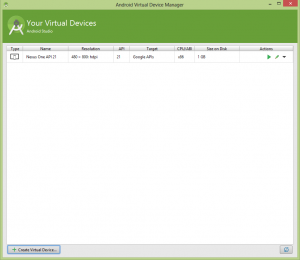 Android Virtual Device Manager
Your Virtual Devices
Android Studio
Type Name Resolution API Target CPU/ABI Size on Disk Actions
Nexus One API 21 480 × 800: hdpi 21 Google APIs x86 1 GB
+ Create Virtual Device...